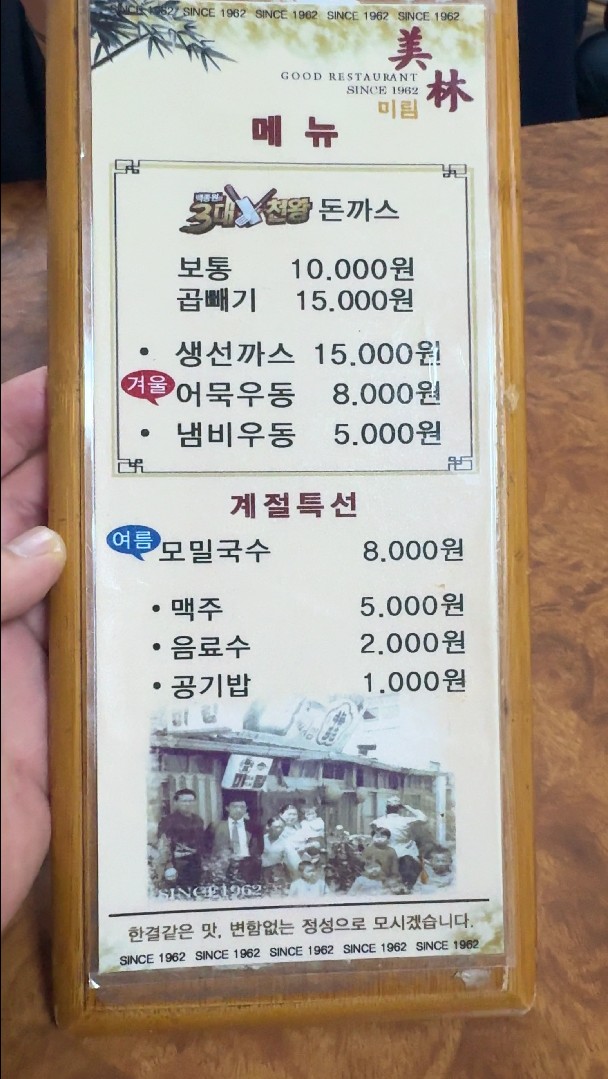 SINCE 1962 SINCE 1962 SINCE 1962 SINCE 1962 SINCE 1962
美林
GOOD RESTAURANT
SINCE 1962
미림
메 뉴
백종원의 3대 천왕 돈까스
보통 10.000원
곱빼기 15.000원
• 생선까스 15.000원
겨울 어묵우동 8.000원
• 냄비우동 5.000원
계절특선
여름 모밀국수 8.000원
• 맥주 5.000원
• 음료수 2.000원
• 공기밥 1.000원
SINCE 1962
한결같은 맛, 변함없는 정성으로 모시겠습니다.
SINCE 1962 SINCE 1962 SINCE 1962 SINCE 1962 SINCE 1962